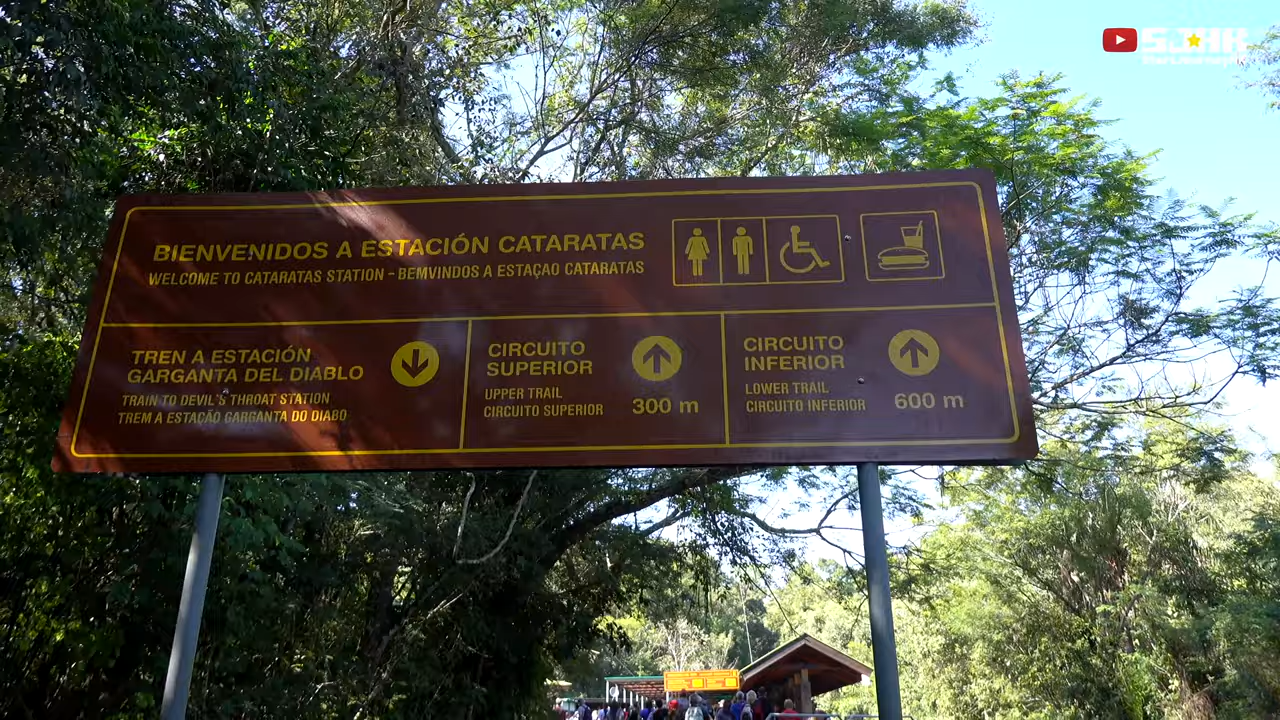 BIENVENIDOS A ESTACIÓN CATARATAS
WELCOME TO CATARATAS STATION - BEMVINDOS A ESTAÇAO CATARATAS
TREN A ESTACIÓN
GARGANTA DEL DIABLO
TRAIN TO DEVIL'S THROAT STATION
TREM A ESTAÇÃO GARGANTA DO DIABO
CIRCUITO
SUPERIOR
UPPER TRAIL
CIRCUITO SUPERIOR
300 m
CIRCUITO
INFERIOR
LOWER TRAIL
CIRCUITO INFERIOR
600 m